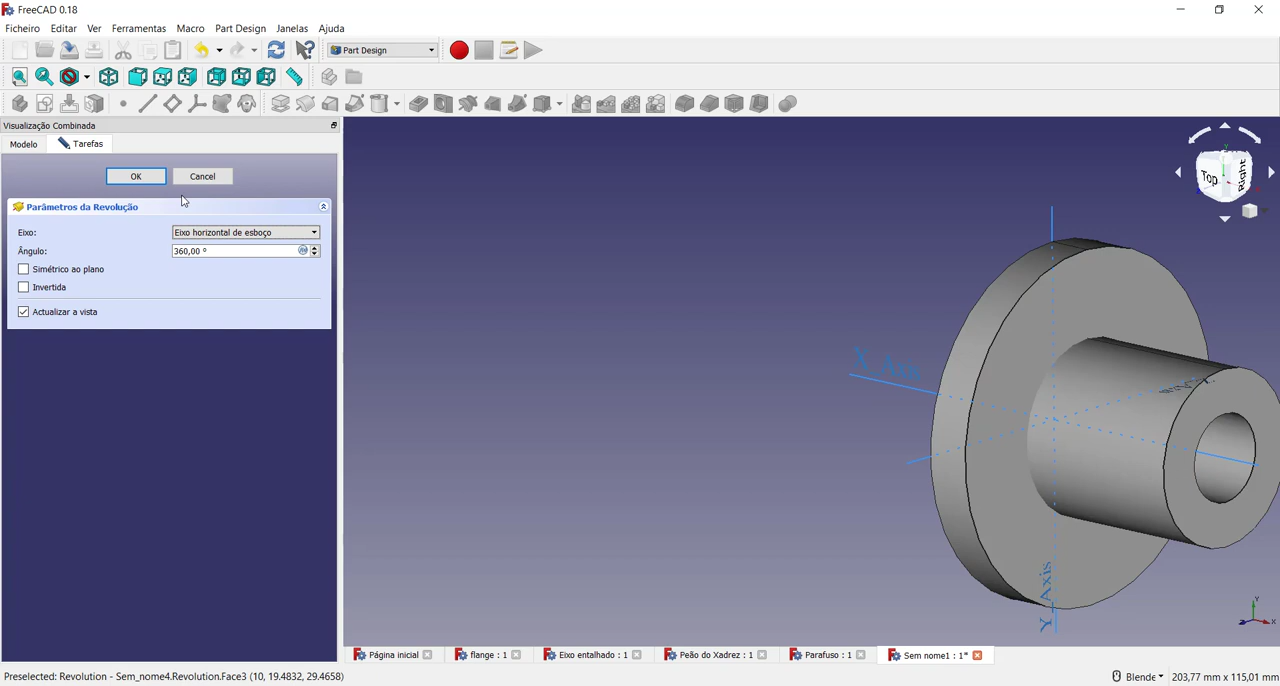 FreeCAD 0.18
Ficheiro Editar Ver Ferramentas Macro Part Design Janelas Ajuda
Part Design
Visualização Combinada
Modelo Tarefas
OK Cancel
Parâmetros da Revolução
Eixo: Eixo horizontal de esboço
Ângulo: 360,00 º
Simétrico ao plano
Invertida
Actualizar a vista
Top Right
X_Axis
Y_Axis
Y
Z X
Página inicial flange : 1 Eixo entalhado : 1 Peão do Xadrez : 1 Parafuso : 1 Sem nome1 : 1*
Preselected: Revolution - Sem_nome4.Revolution.Face3 (10, 19.4832, 29.4658) Blende 203,77 mm x 115,01 mm